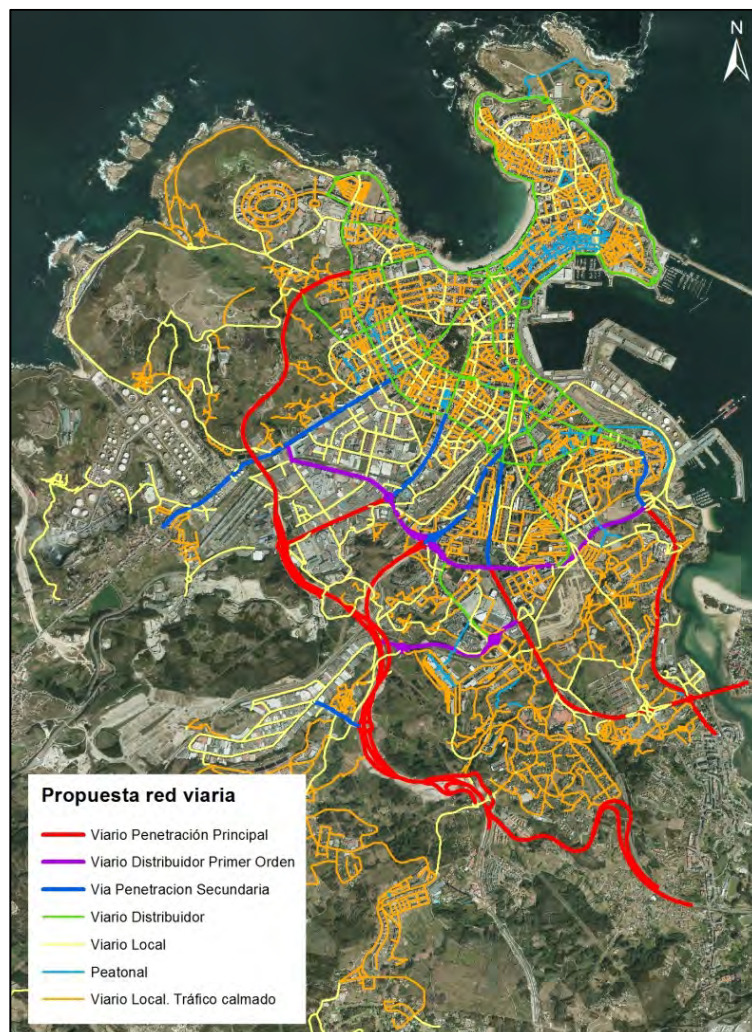 N
Propuesta red viaria
Viario Penetración Principal
Viario Distribuidor Primer Orden
Via Penetracion Secundaria
Viario Distribuidor
Viario Local
Peatonal
Viario Local. Tráfico calmado